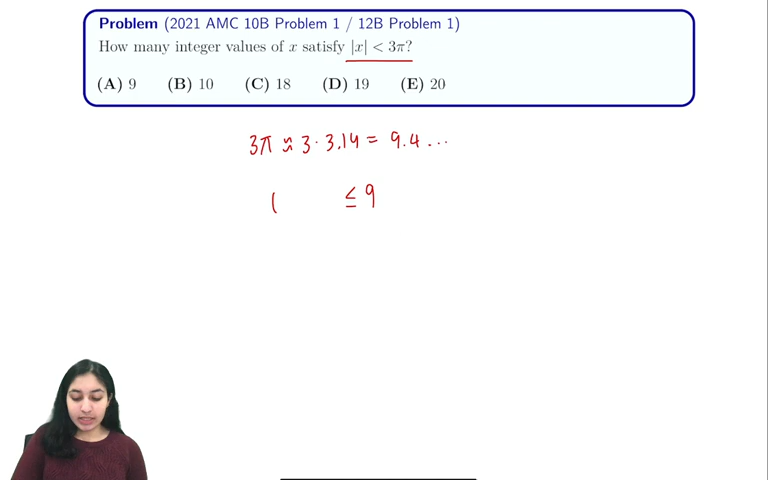 Problem (2021 AMC 10B Problem 1 / 12B Problem 1)
How many integer values of x satisfy |x| < 3π?
(A) 9 (B) 10 (C) 18 (D) 19 (E) 20
3π ≈ 3 · 3.14 = 9.4 ...
( ≤ 9